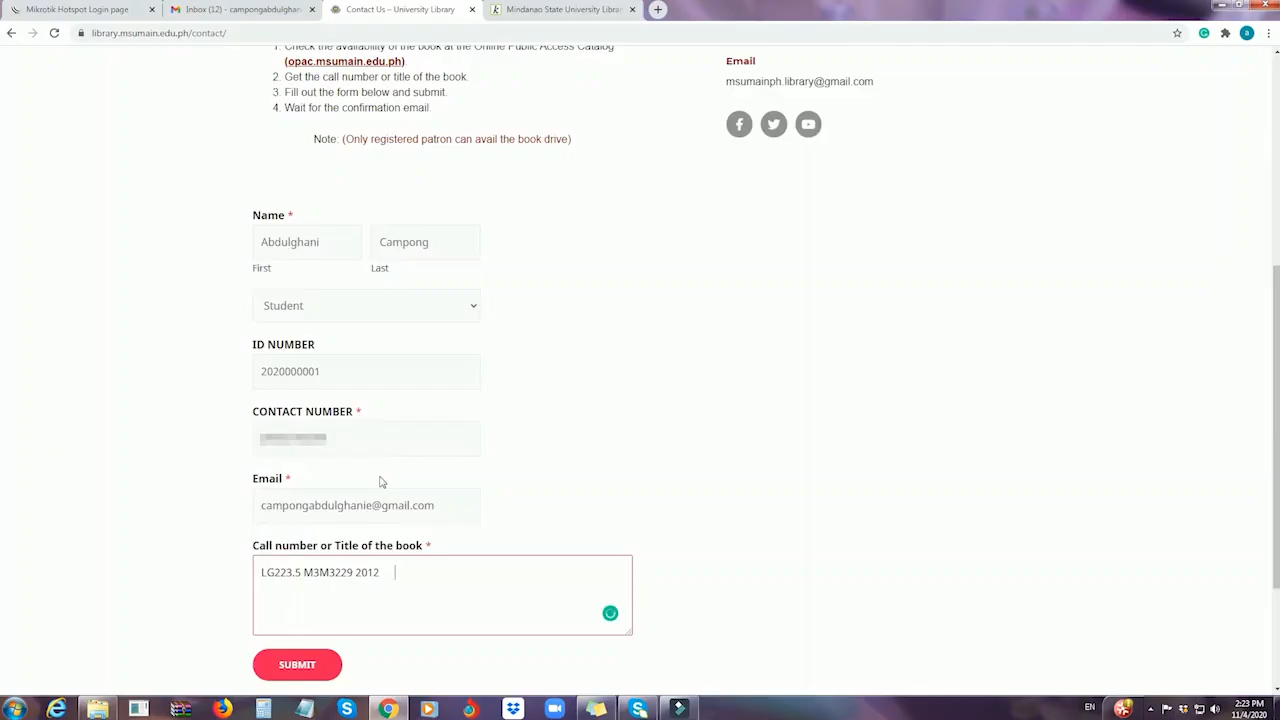 Mikrotik Hotspot Login page
Inbox (12) - campongabdulghan
Contact Us – University Library
Mindanao State University Libra
library.msumain.edu.ph/contact/
1. Check the availability of the book at the Online Public Access Catalog
(opac.msumain.edu.ph).
2. Get the call number or title of the book.
3. Fill out the form below and submit.
4. Wait for the confirmation email.
Note: (Only registered patron can avail the book drive)
Email
msumainph.library@gmail.com
Name *
Abdulghani
Campong
First
Last
Student
ID NUMBER
2020000001
CONTACT NUMBER *
Email *
campongabdulghanie@gmail.com
Call number or Title of the book *
LG223.5 M3M3229 2012
SUBMIT
EN
2:23 PM
11/4/2020